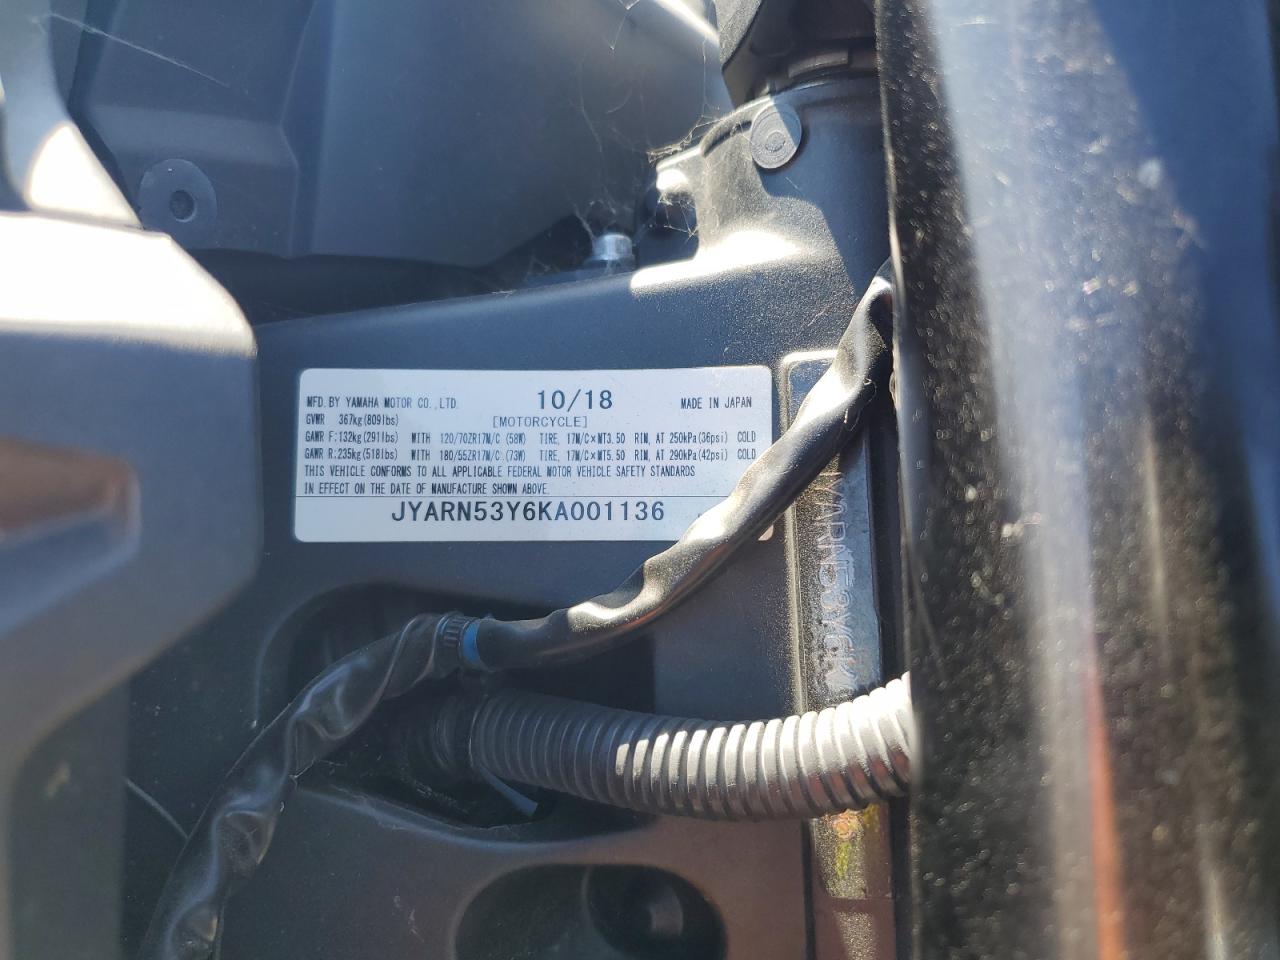 MFD. BY YAMAHA MOTOR CO., LTD. 10/18 MADE IN JAPAN
GVWR 367kg(809lbs) [MOTORCYCLE]
GAWR F:132kg(291lbs) WITH 120/70ZR17M/C (58W) TIRE, 17M/C×MT3.50 RIM, AT 250kPa(36psi) COLD
GAWR R:235kg(518lbs) WITH 180/55ZR17M/C (73W) TIRE, 17M/C×MT5.50 RIM, AT 290kPa(42psi) COLD
THIS VEHICLE CONFORMS TO ALL APPLICABLE FEDERAL MOTOR VEHICLE SAFETY STANDARDS
IN EFFECT ON THE DATE OF MANUFACTURE SHOWN ABOVE.
JYARN53Y6KA001136
YARN53Y6K